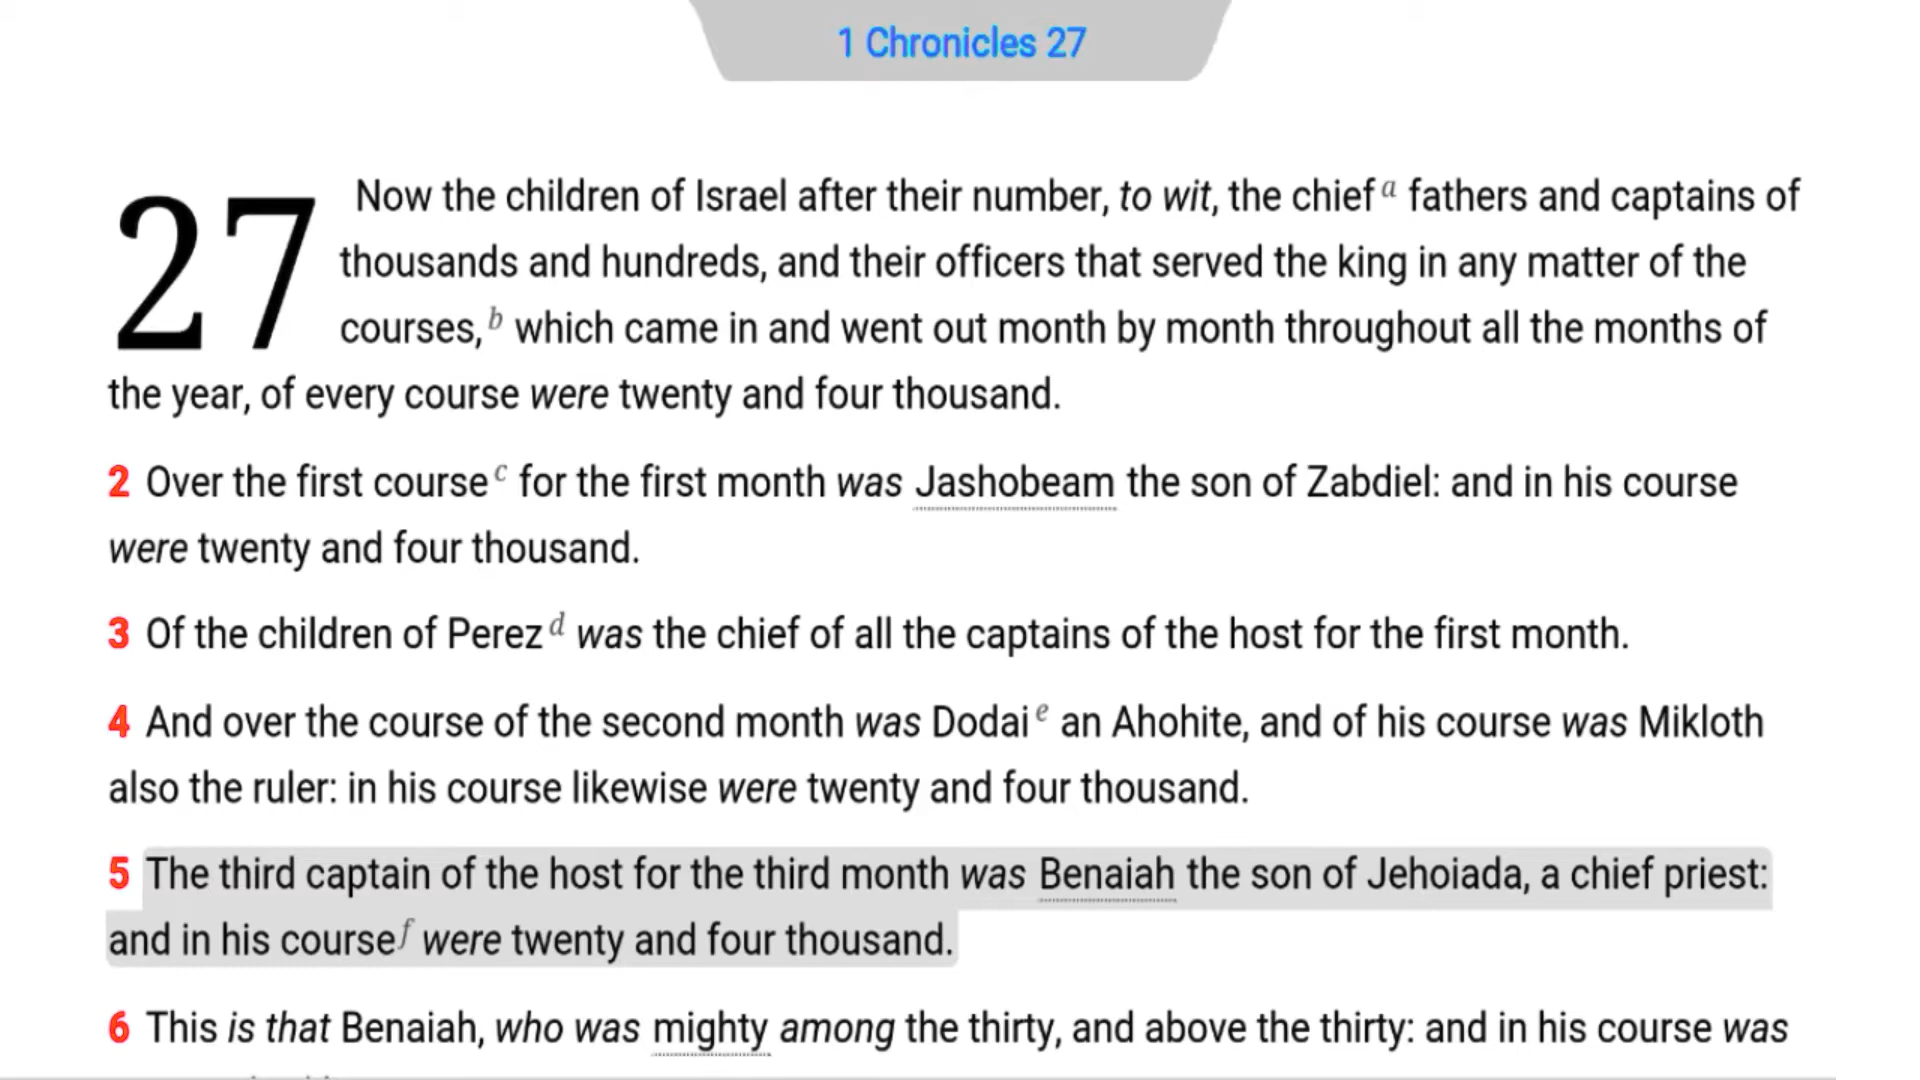 1 Chronicles 27
27 Now the children of Israel after their number, to wit, the chief a fathers and captains of
thousands and hundreds, and their officers that served the king in any matter of the
courses, b which came in and went out month by month throughout all the months of
the year, of every course were twenty and four thousand.
2 Over the first course c for the first month was Jashobeam the son of Zabdiel: and in his course
were twenty and four thousand.
3 Of the children of Perez d was the chief of all the captains of the host for the first month.
4 And over the course of the second month was Dodai e an Ahohite, and of his course was Mikloth
also the ruler: in his course likewise were twenty and four thousand.
5 The third captain of the host for the third month was Benaiah the son of Jehoiada, a chief priest:
and in his course f were twenty and four thousand.
6 This is that Benaiah, who was mighty among the thirty, and above the thirty: and in his course was